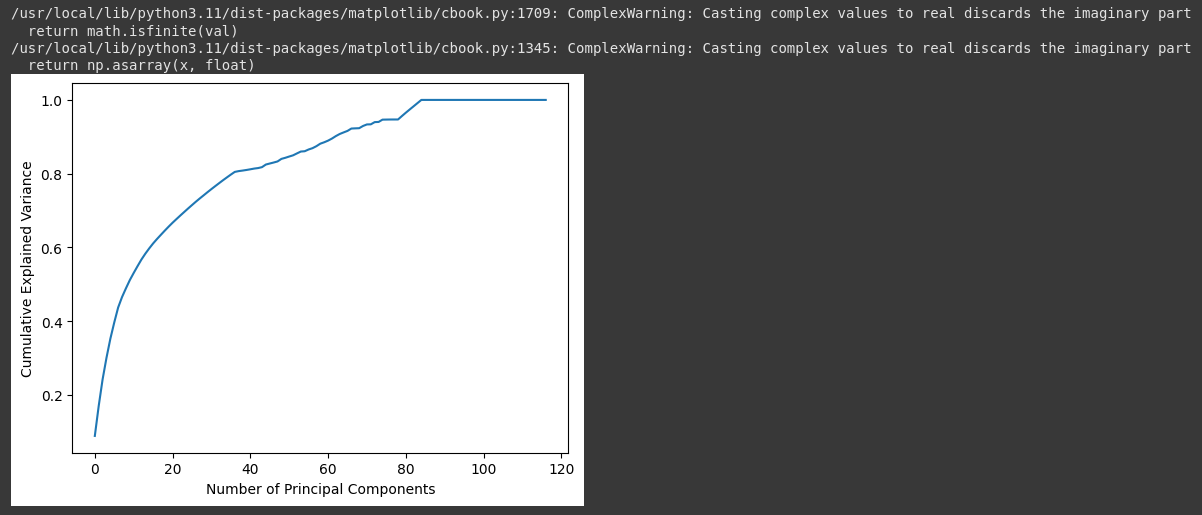 /usr/local/lib/python3.11/dist-packages/matplotlib/cbook.py:1709: ComplexWarning: Casting complex values to real discards the imaginary part
  return math.isfinite(val)
/usr/local/lib/python3.11/dist-packages/matplotlib/cbook.py:1345: ComplexWarning: Casting complex values to real discards the imaginary part
  return np.asarray(x, float)
1.0
0.8
0.6
0.4
0.2
Cumulative Explained Variance
0 20 40 60 80 100 120
Number of Principal Components